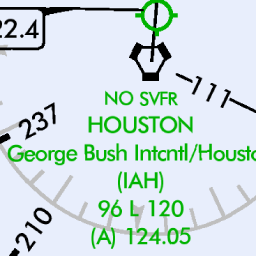 22.4
111
NO SVFR
237
HOUSTON
George Bush Intcntl/Housto
(IAH)
96 L 120
210
(A) 124.05